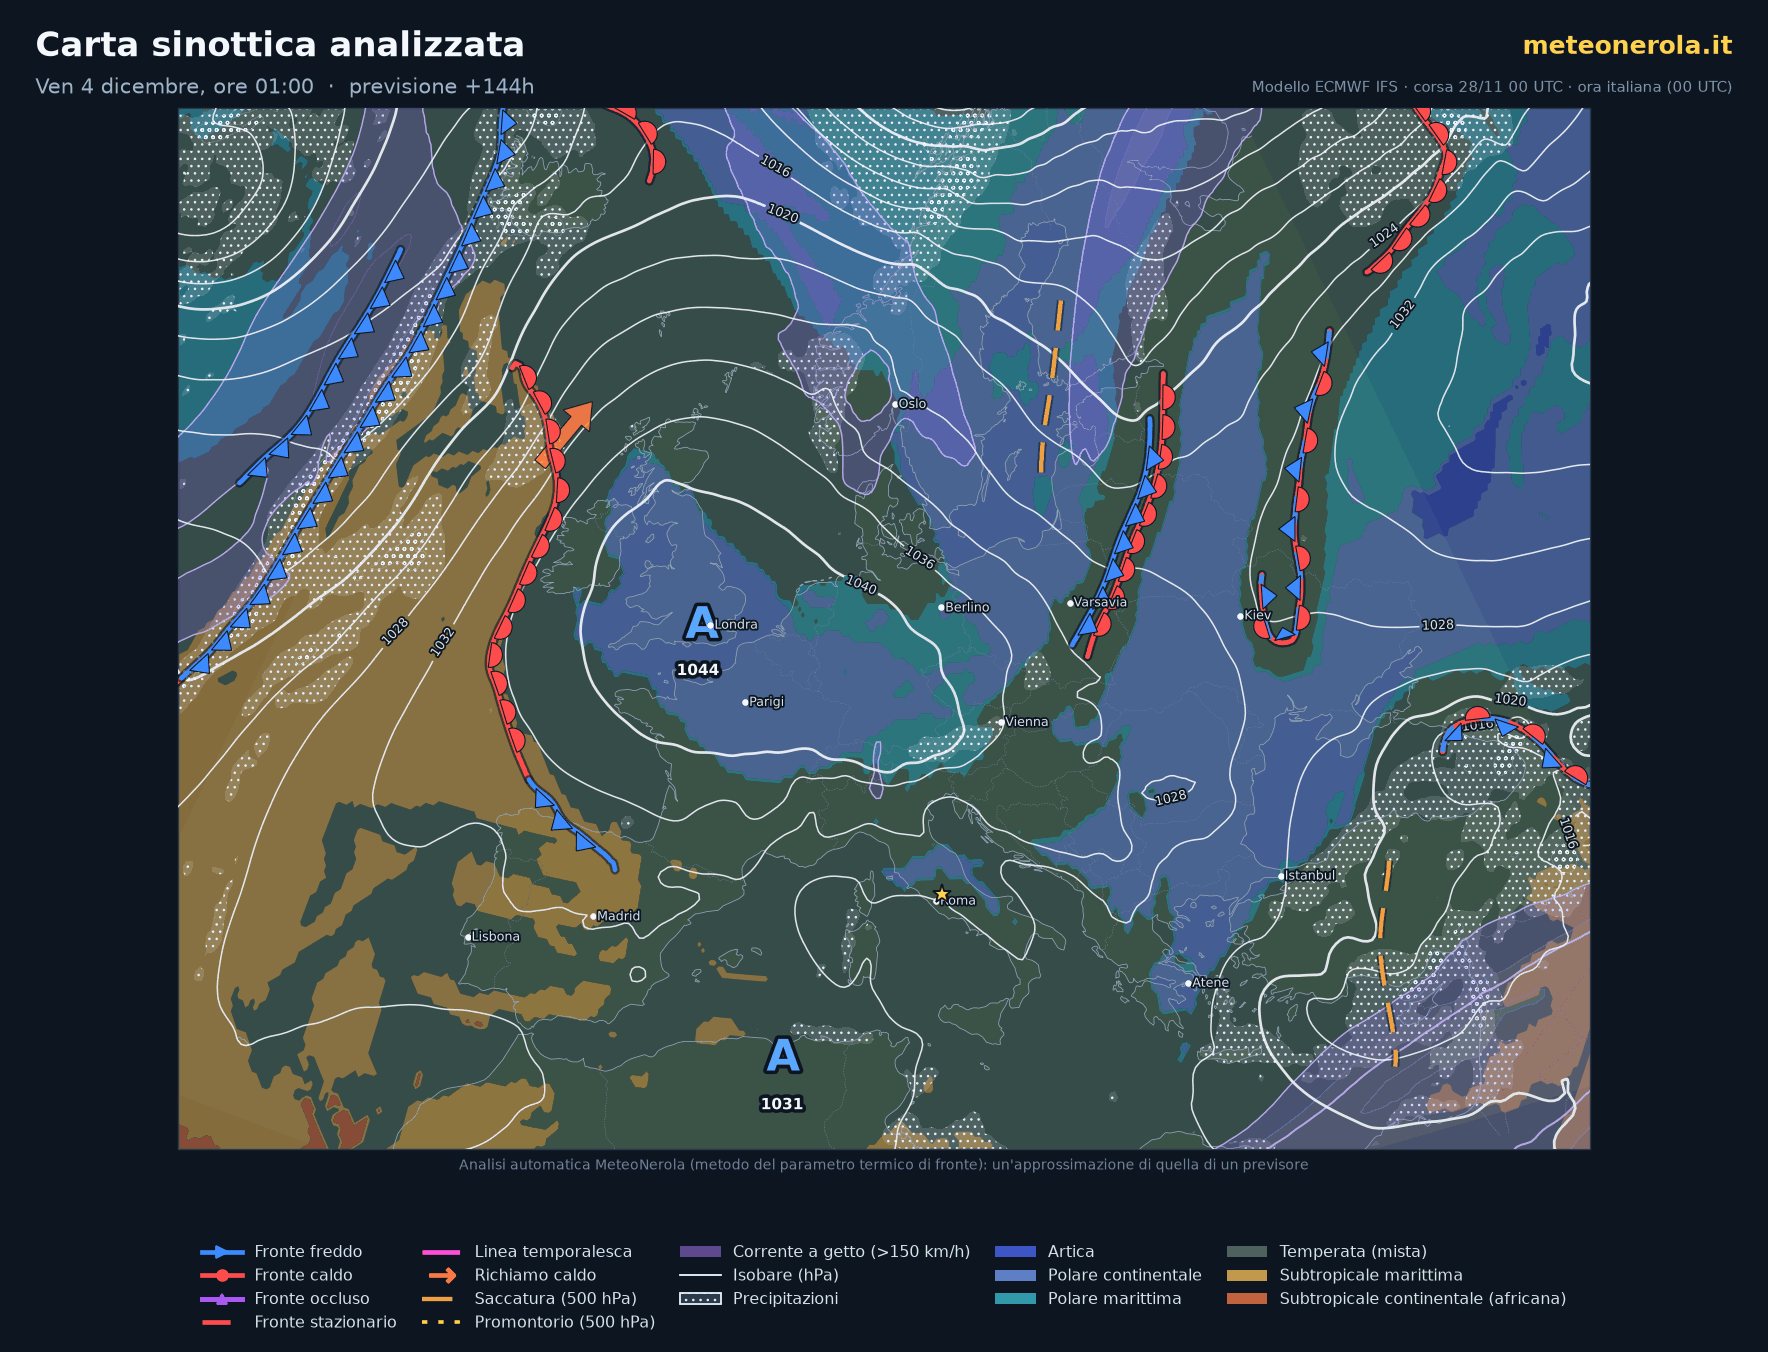 Carta sinottica analizzata
meteonerola.it
Ven 4 dicembre, ore 01:00 · previsione +144h
Modello ECMWF IFS · corsa 28/11 00 UTC · ora italiana (00 UTC)
1016
1020
1024
1032
Oslo
1036
1040
Berlino
Varsavia
Kiev
A
Londra
1028
1032
1028
1044
Parigi
Vienna
1020
1016
1028
1016
Istanbul
Roma
Madrid
Lisbona
Atene
A
1031
Analisi automatica MeteoNerola (metodo del parametro termico di fronte): un'approssimazione di quella di un previsore
Fronte freddo
Fronte caldo
Fronte occluso
Fronte stazionario
Linea temporalesca
Richiamo caldo
Saccatura (500 hPa)
Promontorio (500 hPa)
Corrente a getto (>150 km/h)
Isobare (hPa)
Precipitazioni
Artica
Polare continentale
Polare marittima
Temperata (mista)
Subtropicale marittima
Subtropicale continentale (africana)